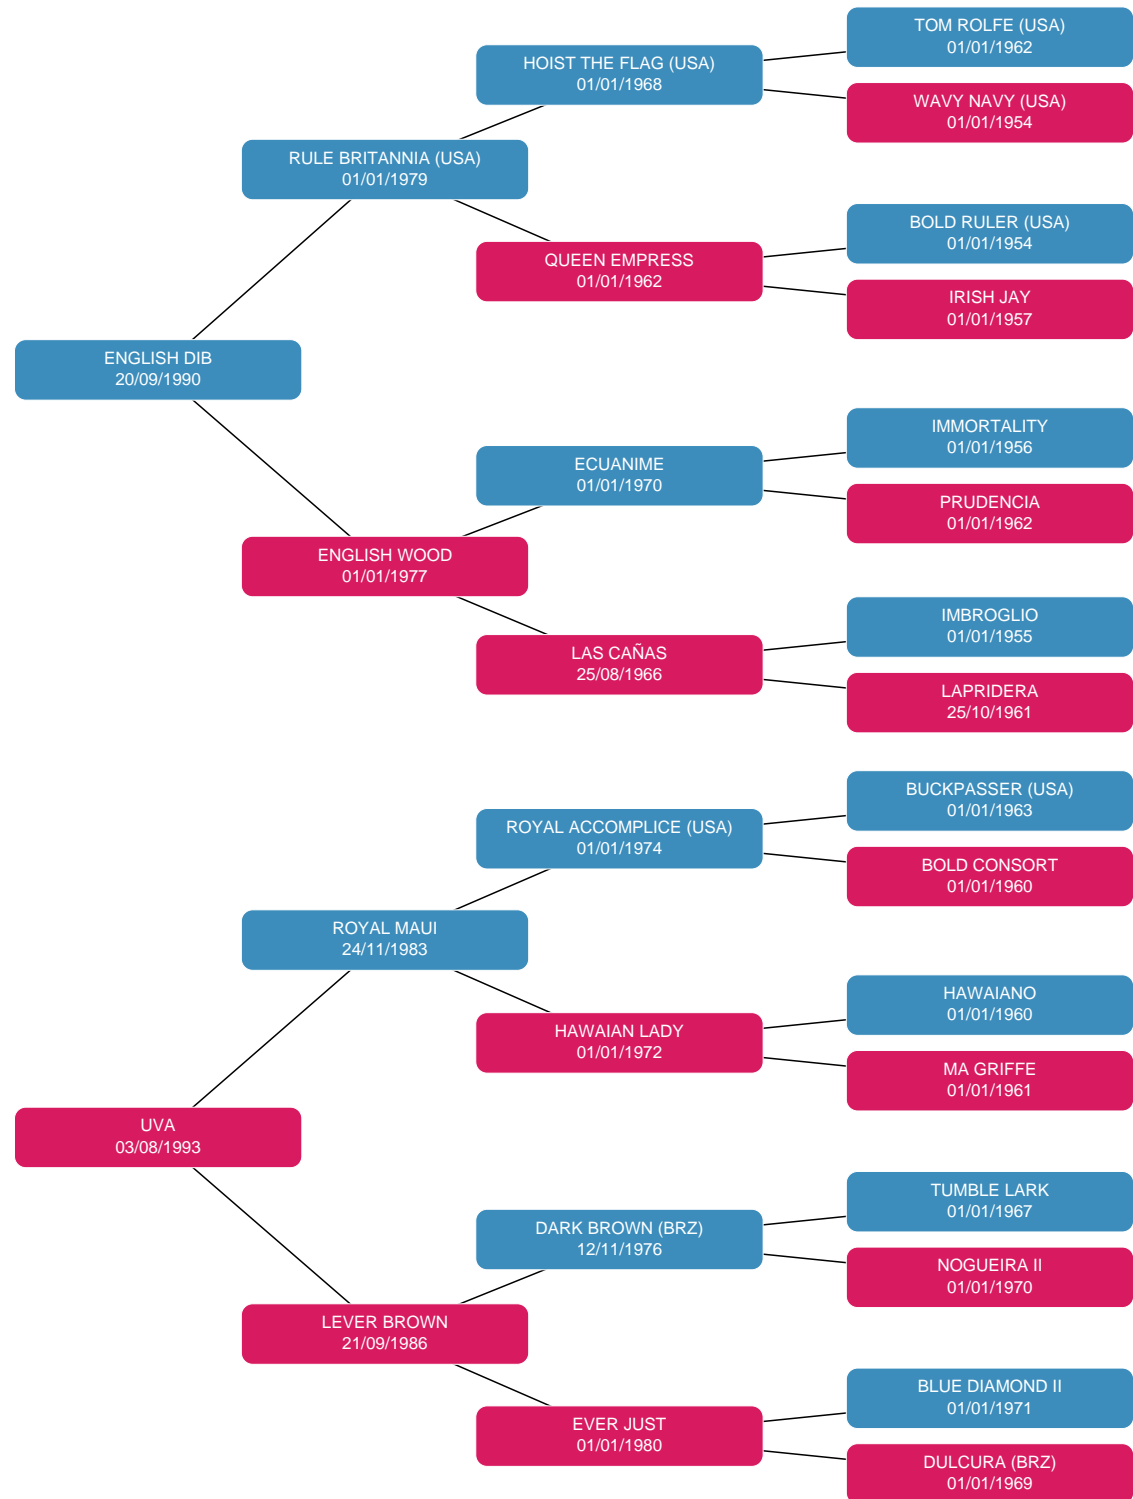 TOM ROLFE (USA)
01/01/1962
HOIST THE FLAG (USA)
01/01/1968
WAVY NAVY (USA)
01/01/1954
RULE BRITANNIA (USA)
01/01/1979
BOLD RULER (USA)
01/01/1954
QUEEN EMPRESS
01/01/1962
IRISH JAY
01/01/1957
ENGLISH DIB
20/09/1990
IMMORTALITY
01/01/1956
ECUANIME
01/01/1970
PRUDENCIA
01/01/1962
ENGLISH WOOD
01/01/1977
IMBROGLIO
01/01/1955
LAS CAÑAS
25/08/1966
LAPRIDERA
25/10/1961
BUCKPASSER (USA)
01/01/1963
ROYAL ACCOMPLICE (USA)
01/01/1974
BOLD CONSORT
01/01/1960
ROYAL MAUI
24/11/1983
HAWAIANO
01/01/1960
HAWAIAN LADY
01/01/1972
MA GRIFFE
01/01/1961
UVA
03/08/1993
TUMBLE LARK
01/01/1967
DARK BROWN (BRZ)
12/11/1976
NOGUEIRA II
01/01/1970
LEVER BROWN
21/09/1986
BLUE DIAMOND II
01/01/1971
EVER JUST
01/01/1980
DULCURA (BRZ)
01/01/1969